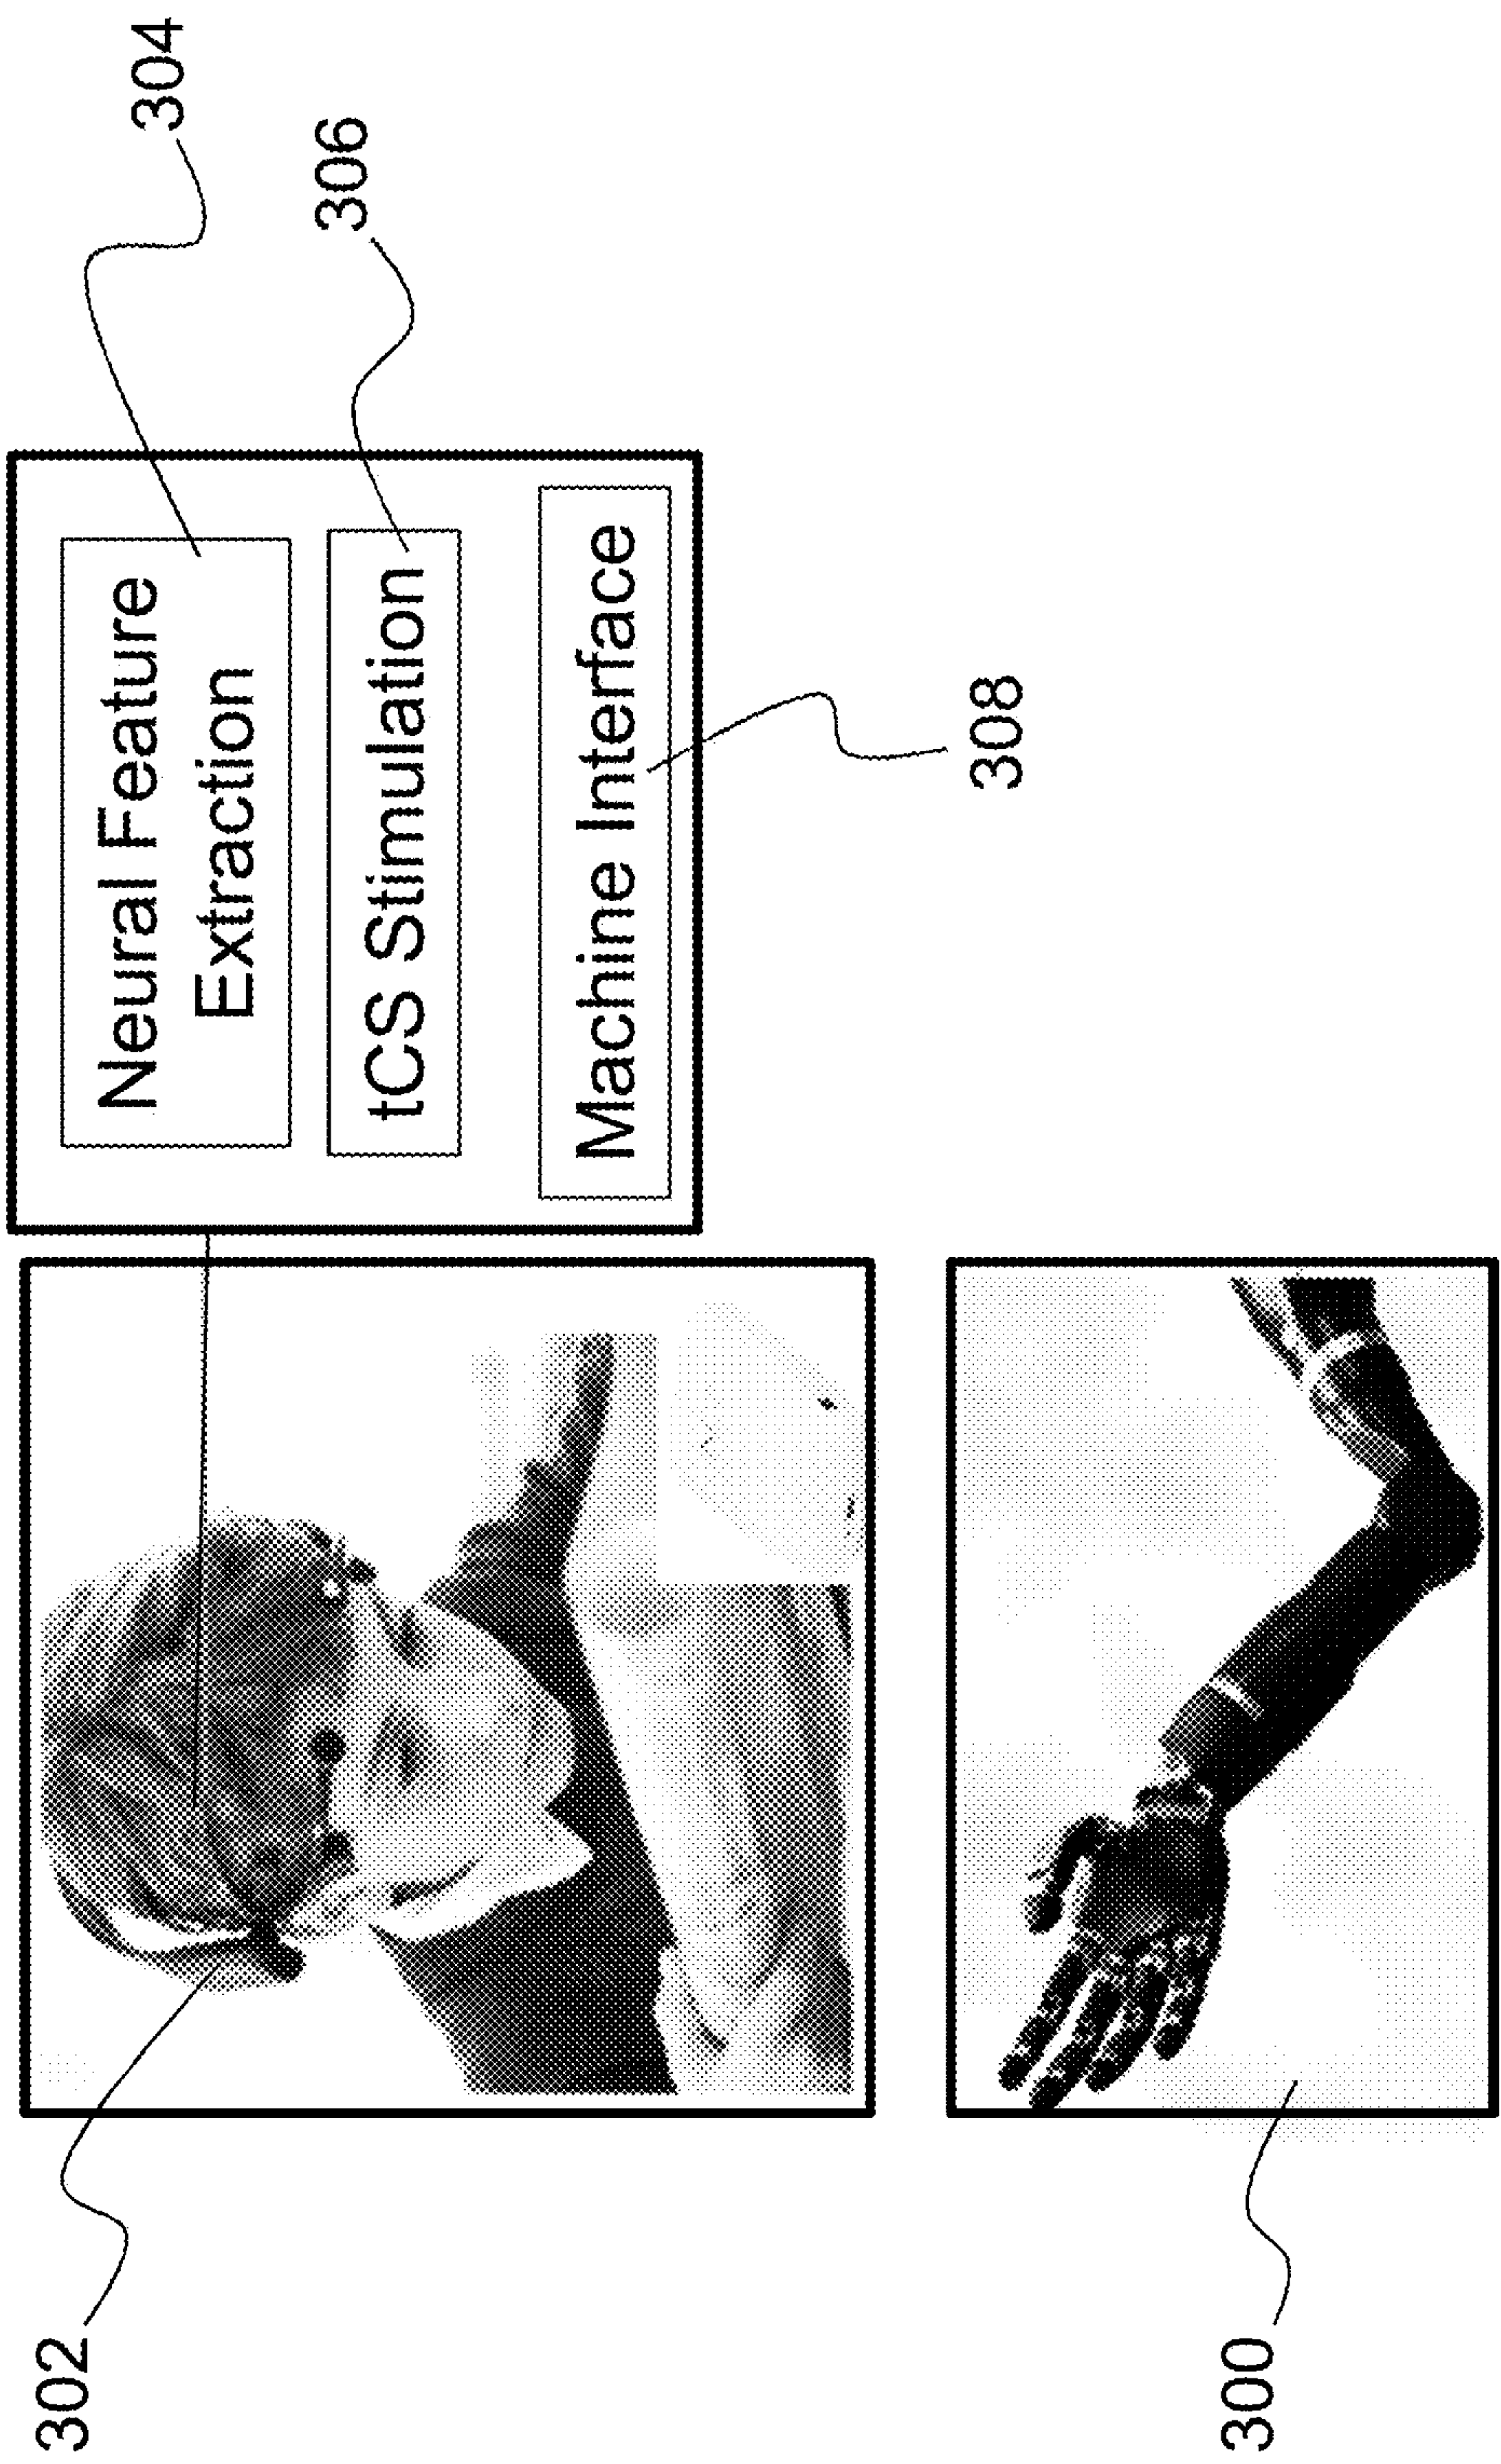 302
304
Neural Feature
Extraction
306
tCS Stimulation
Machine Interface
308
300